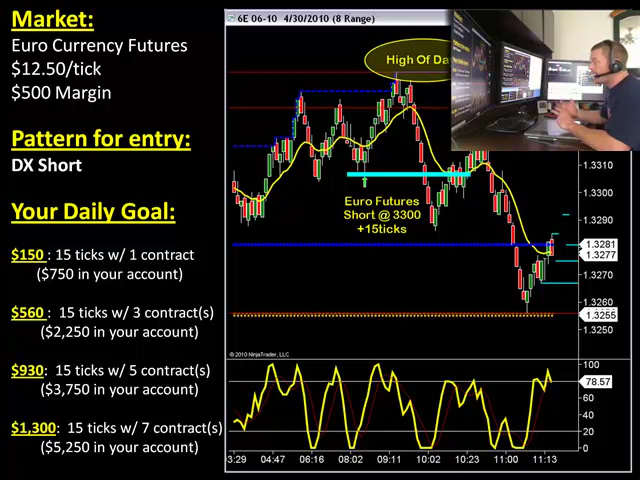 Market:
Euro Currency Futures
$12.50/tick
$500 Margin
Pattern for entry:
DX Short
Your Daily Goal:
$150 : 15 ticks w/ 1 contract
($750 in your account)
$560 : 15 ticks w/ 3 contract(s)
($2,250 in your account)
$930: 15 ticks w/ 5 contract(s)
($3,750 in your account)
$1,300: 15 ticks w/ 7 contract(s)
($5,250 in your account)
6E 06-10 4/30/2010 (8 Range)
High Of Da
Euro Futures
Short @ 3300
+15ticks
1.3310
1.3300
1.3290
1.3281
1.3277
1.3270
1.3260
1.3255
1.3250
© 2010 NinjaTrader, LLC
100
78.57
60
40
20
0
03:29 04:47 06:16 08:02 09:11 10:02 10:23 11:00 11:13